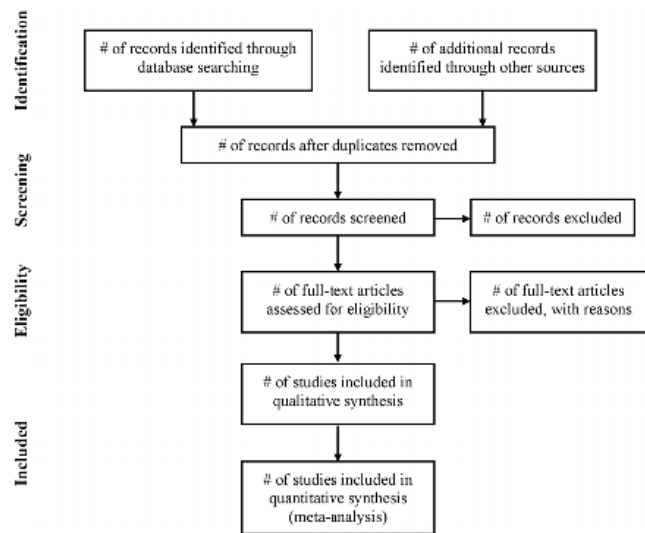 Identification
# of records identified through
database searching
# of additional records
identified through other sources
# of records after duplicates removed
Screening
# of records screened
# of records excluded
Eligibility
# of full-text articles
assessed for eligibility
# of full-text articles
excluded, with reasons
# of studies included in
qualitative synthesis
Included
# of studies included in
quantitative synthesis
(meta-analysis)